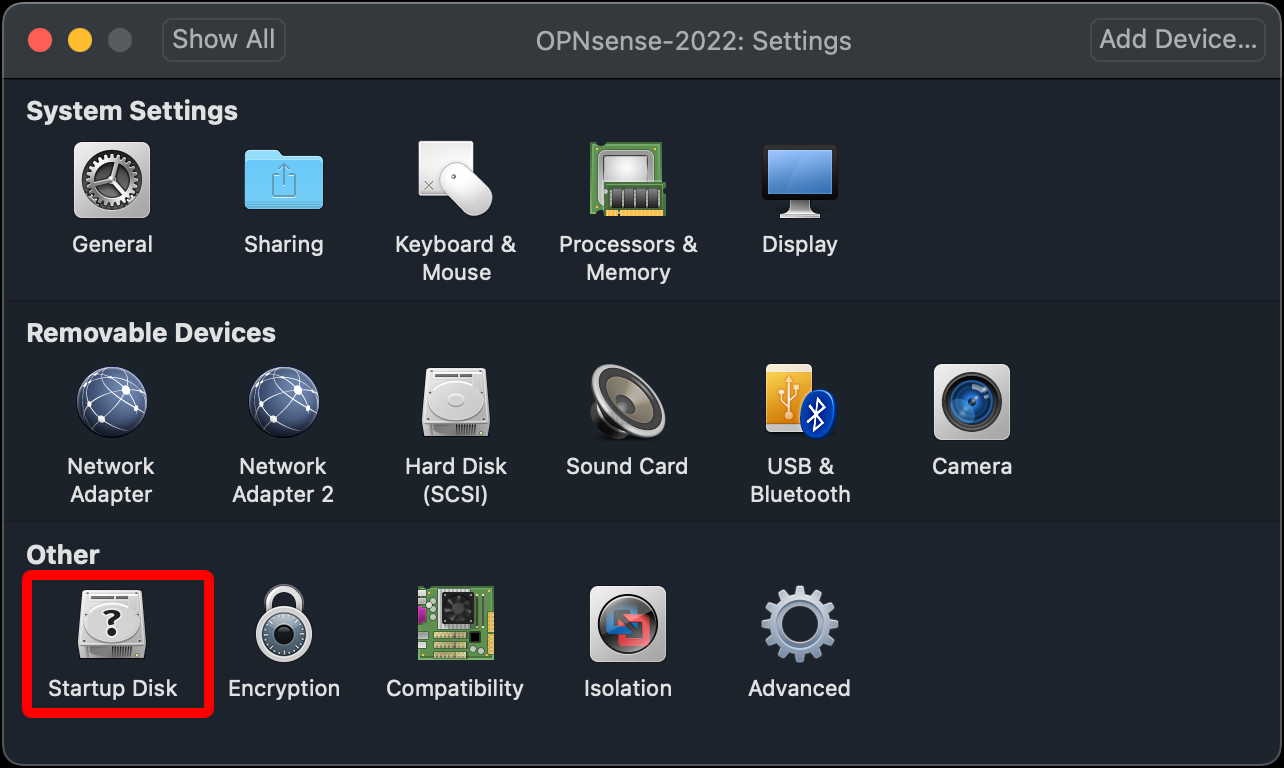 Show All
OPNsense-2022: Settings
Add Device...
System Settings
General
Sharing
Keyboard &
Mouse
Processors &
Memory
Display
Removable Devices
Network
Adapter
Network
Adapter 2
Hard Disk
(SCSI)
Sound Card
USB &
Bluetooth
Camera
Other
?
Startup Disk
Encryption
Compatibility
Isolation
Advanced